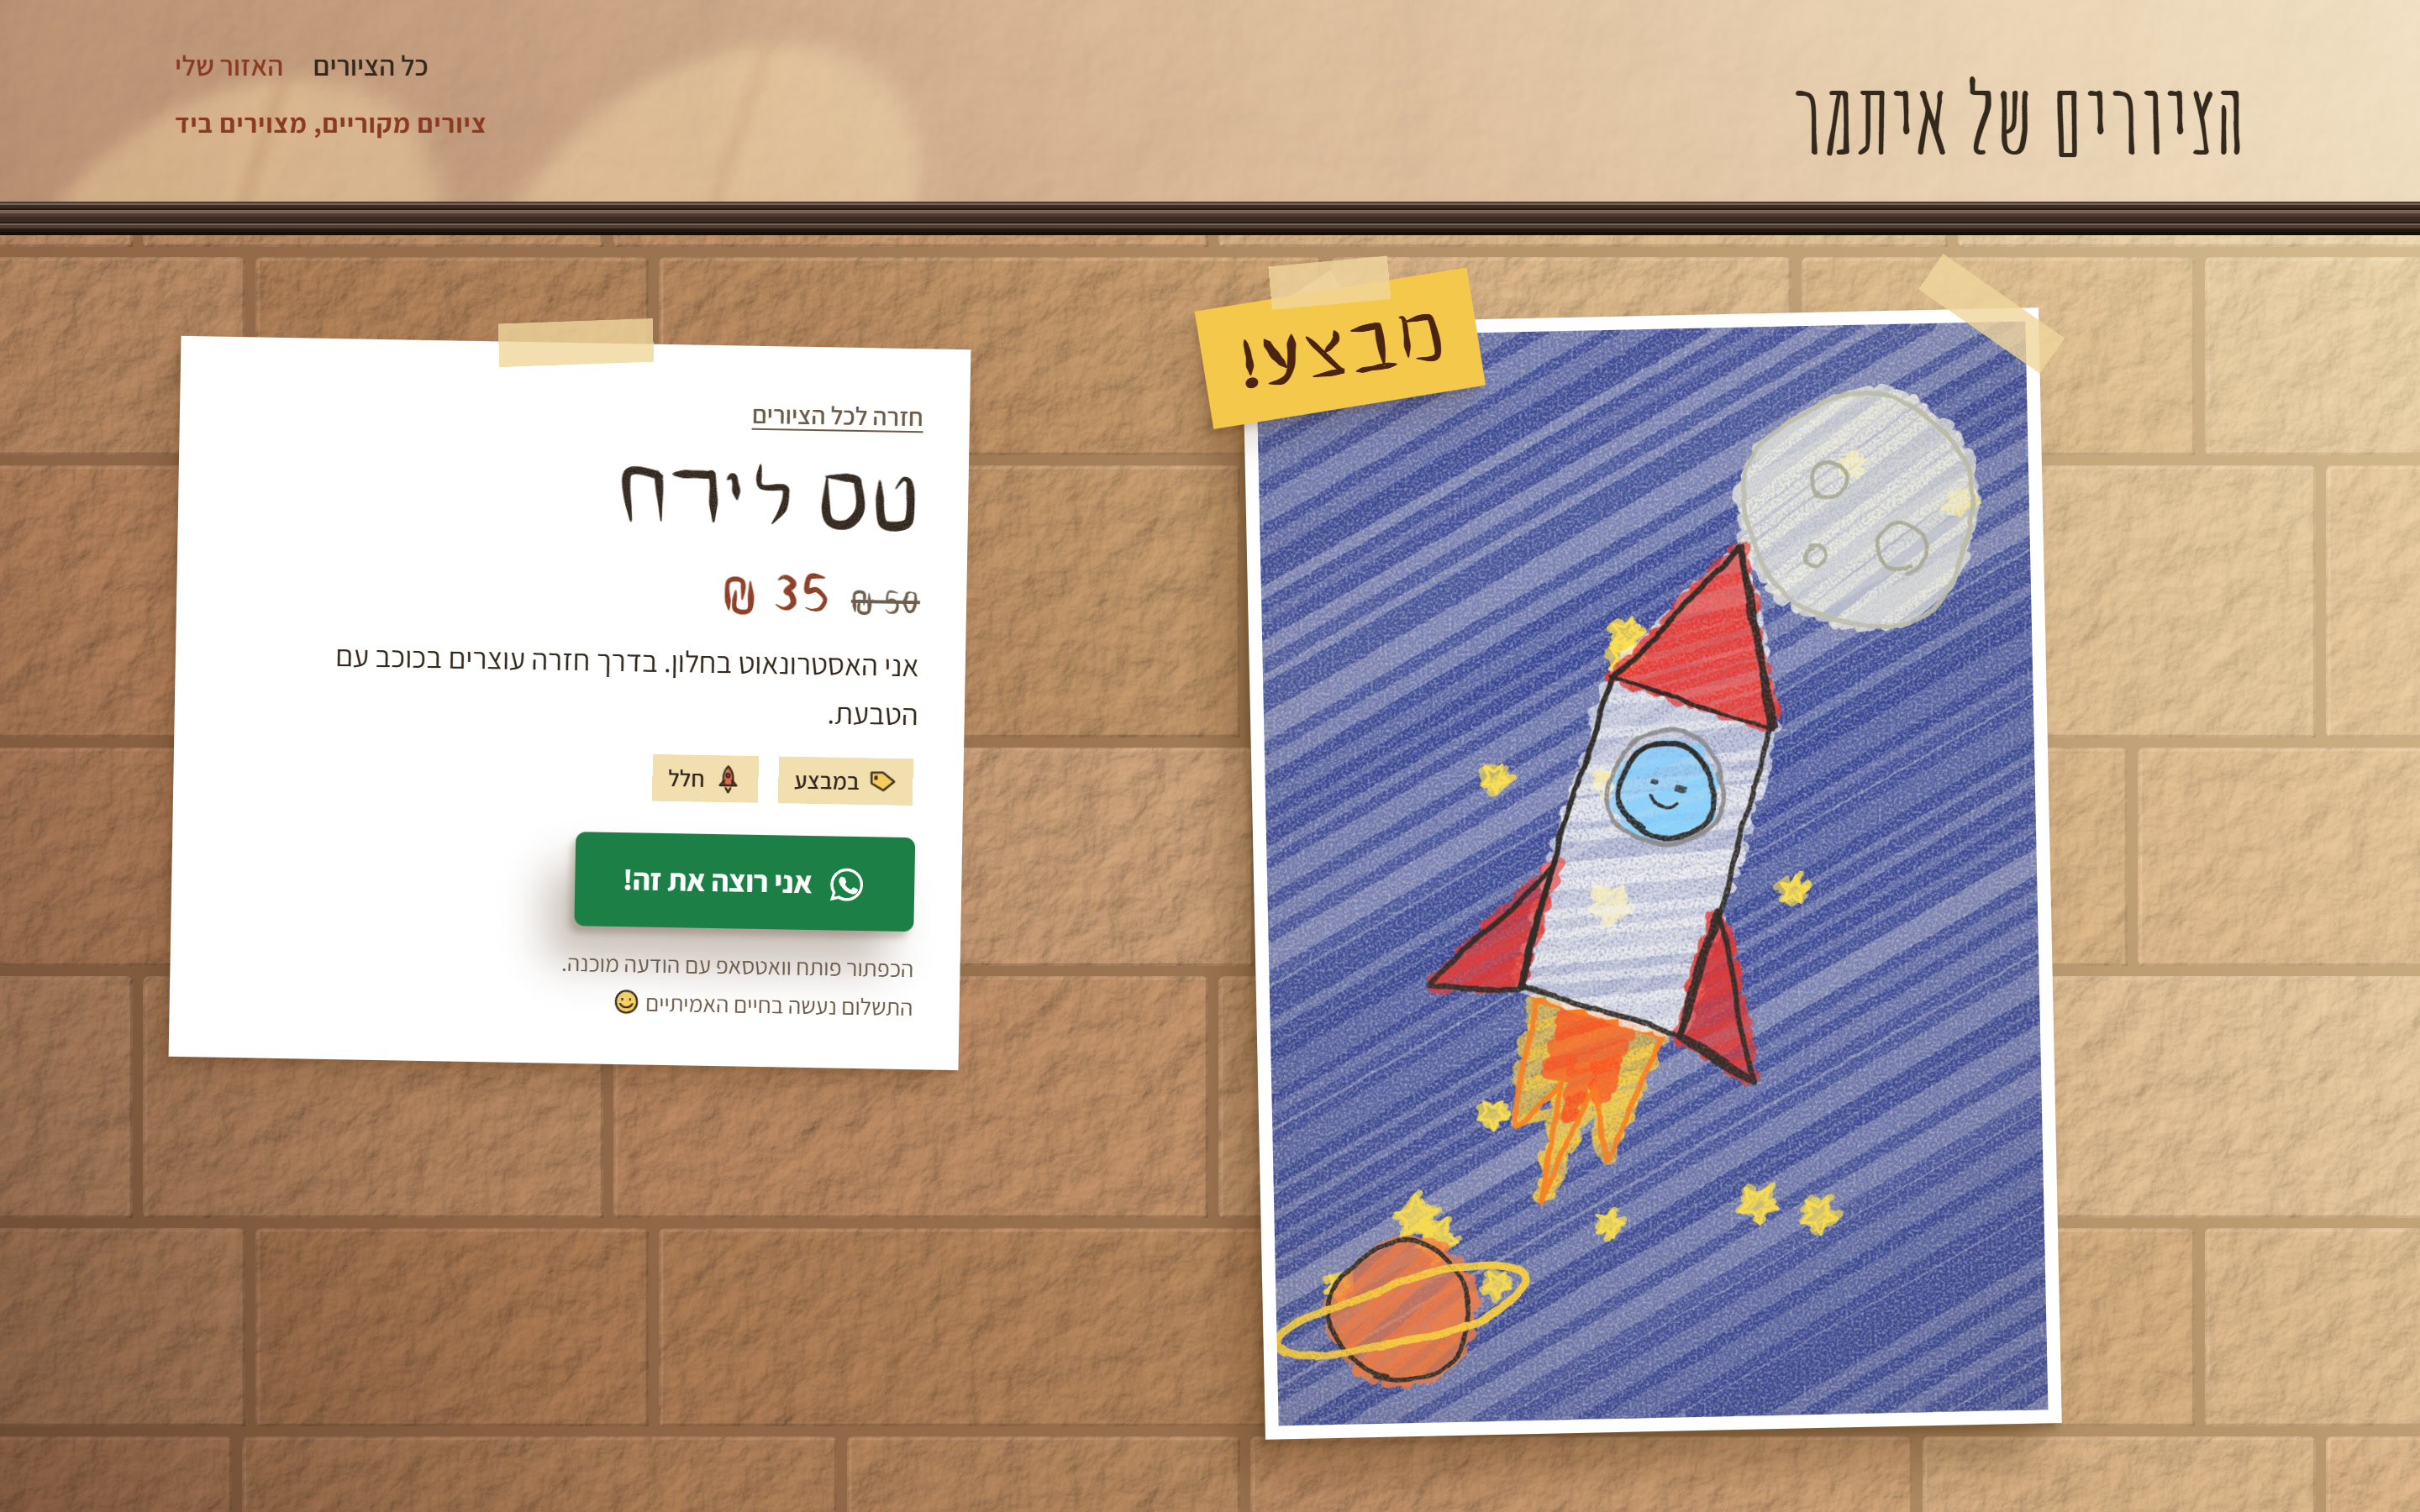 הציורים של איתמר
כל הציורים האזור שלי
ציורים מקוריים, מצוירים ביד
מבצע!
חזרה לכל הציורים
טס לירח
50 ₪ 35 ₪
אני האסטרונאוט בחלון. בדרך חזרה עוצרים בכוכב עם
הטבעת.
במבצע חלל
אני רוצה את זה!
הכפתור פותח וואטסאפ עם הודעה מוכנה.
התשלום נעשה בחיים האמיתיים